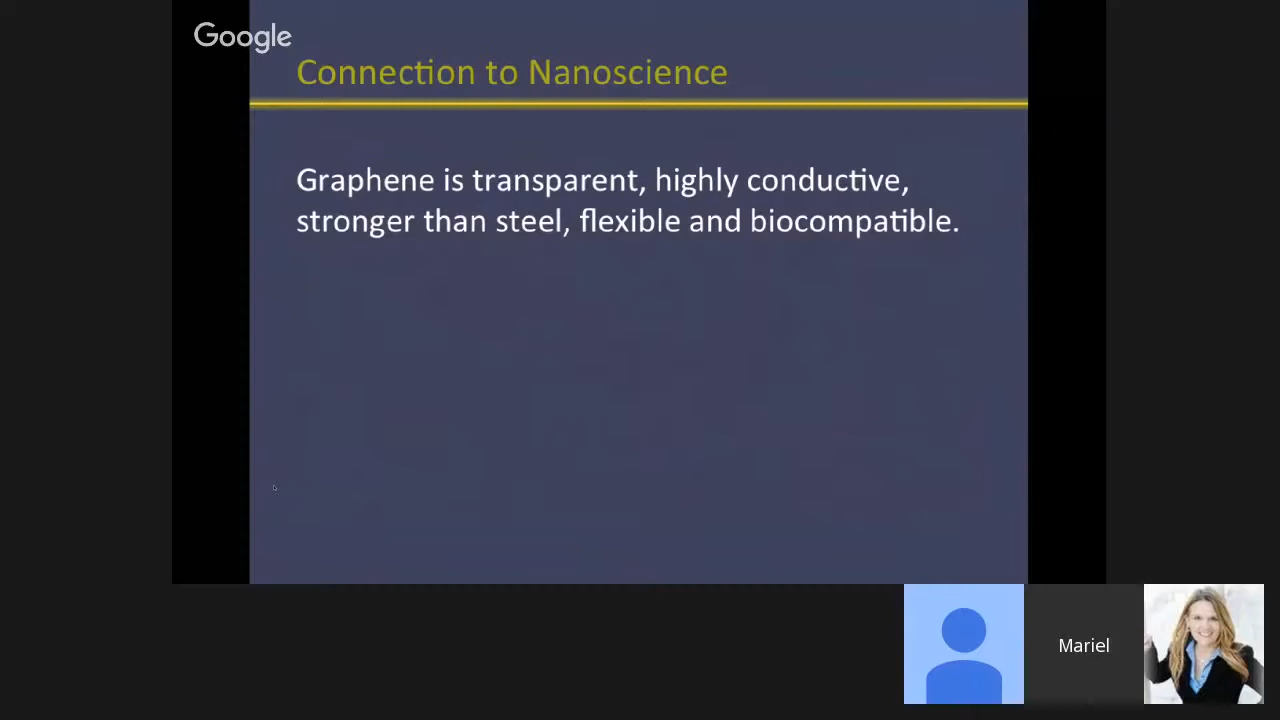 Google
Connection to Nanoscience
Graphene is transparent, highly conductive,
stronger than steel, flexible and biocompatible.
Mariel